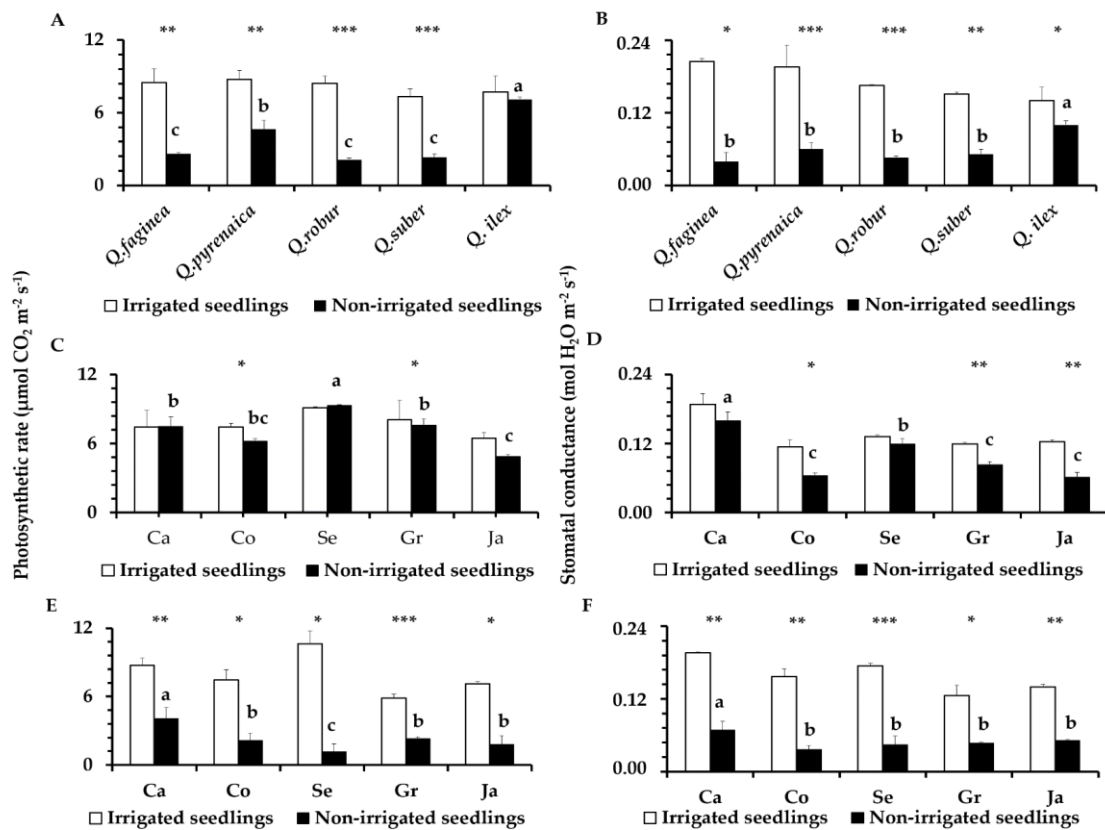 A
B
** ** *** ***
* *** *** ** *
12
6
0
c b c c a
0.24
0.12
0.00
b b b b a
Q.faginea
Q.pyrenaica
Q.robur
Q.suber
Q. ilex
Q.faginea
Q.pyrenaica
Q.robur
Q.suber
Q. ilex
Irrigated seedlings Non-irrigated seedlings
Irrigated seedlings Non-irrigated seedlings
Photosynthetic rate (µmol CO₂ m⁻² s⁻¹)
Stomatal conductance (mol H₂O m⁻² s⁻¹)
C
D
* *
* ** **
12
6
0
b bc a b c
0.24
0.12
0.00
a c b c c
Ca Co Se Gr Ja
Ca Co Se Gr Ja
Irrigated seedlings Non-irrigated seedlings
Irrigated seedlings Non-irrigated seedlings
E
F
** * * *** *
** ** *** * **
12
6
0
a b c b b
0.24
0.12
0.00
a b b b b
Ca Co Se Gr Ja
Ca Co Se Gr Ja
Irrigated seedlings Non-irrigated seedlings
Irrigated seedlings Non-irrigated seedlings